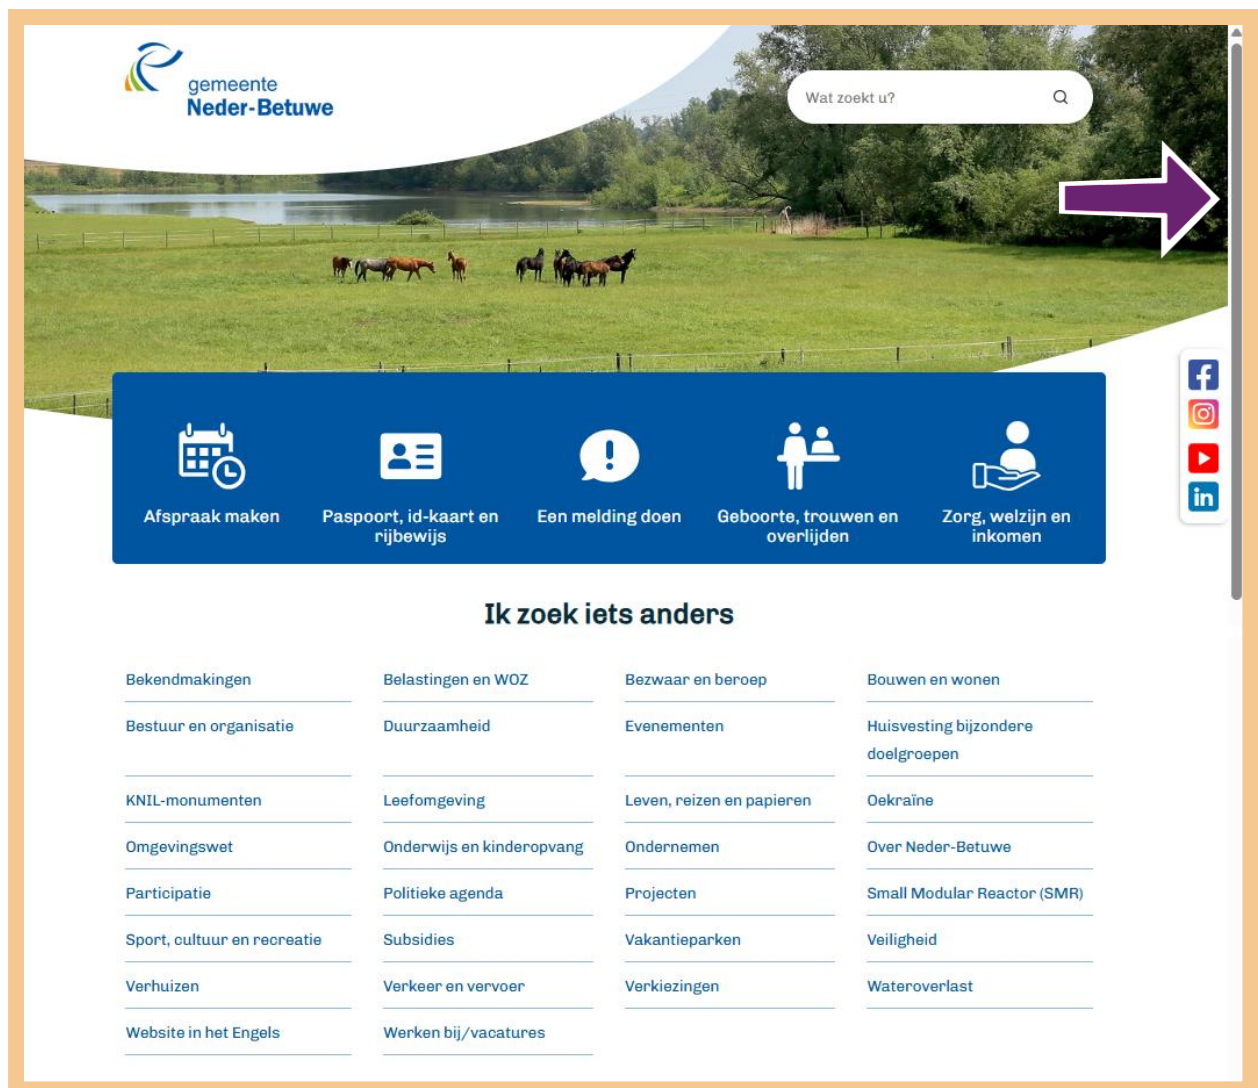 gemeente
Neder-Betuwe
Wat zoekt u?
Afspraak maken
Paspoort, id-kaart en
rijbewijs
Een melding doen
Geboorte, trouwen en
overlijden
Zorg, welzijn en
inkomen
Ik zoek iets anders
Bekendmakingen
Belastingen en WOZ
Bezwaar en beroep
Bouwen en wonen
Bestuur en organisatie
Duurzaamheid
Evenementen
Huisvesting bijzondere
doelgroepen
KNIL-monumenten
Leefomgeving
Leven, reizen en papieren
Oekraïne
Omgevingswet
Onderwijs en kinderopvang
Ondernemen
Over Neder-Betuwe
Participatie
Politieke agenda
Projecten
Small Modular Reactor (SMR)
Sport, cultuur en recreatie
Subsidies
Vakantieparken
Veiligheid
Verhuizen
Verkeer en vervoer
Verkiezingen
Wateroverlast
Website in het Engels
Werken bij/vacatures